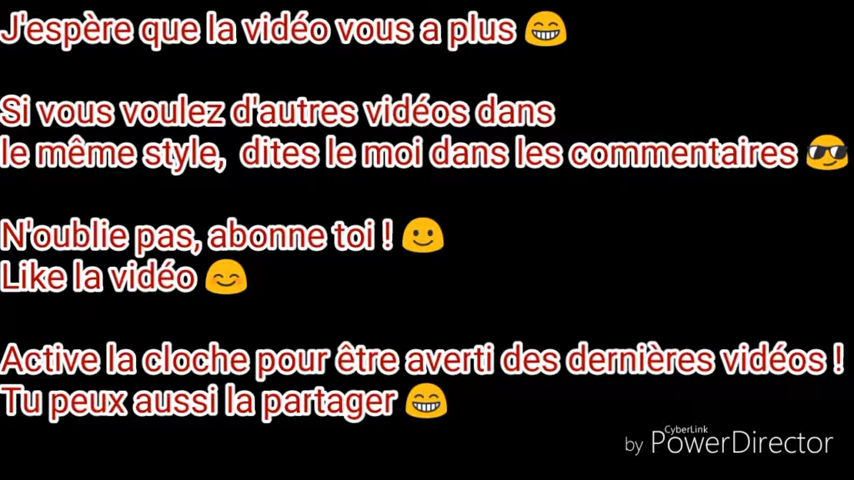 J'espère que la vidéo vous a plus 😁
Si vous voulez d'autres vidéos dans
le même style, dites le moi dans les commentaires 😎
N'oublie pas, abonne toi ! 🙂
Like la vidéo 😊
Active la cloche pour être averti des dernières vidéos !
Tu peux aussi la partager 😁
CyberLink
by PowerDirector